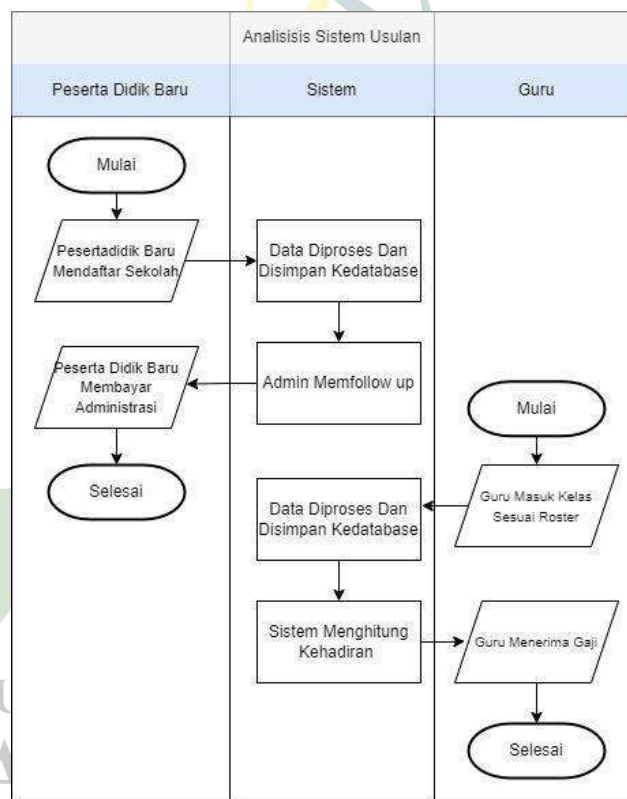 Analisisis Sistem Usulan
Peserta Didik Baru
Sistem
Guru
Mulai
Pesertadidik Baru
Mendaftar Sekolah
Data Diproses Dan
Disimpan Kedatabase
Peserta Didik Baru
Membayar
Administrasi
Admin Memfollow up
Mulai
Selesai
Guru Masuk Kelas
Sesuai Roster
Data Diproses Dan
Disimpan Kedatabase
Sistem Menghitung
Kehadiran
Guru Menerima Gaji
Selesai